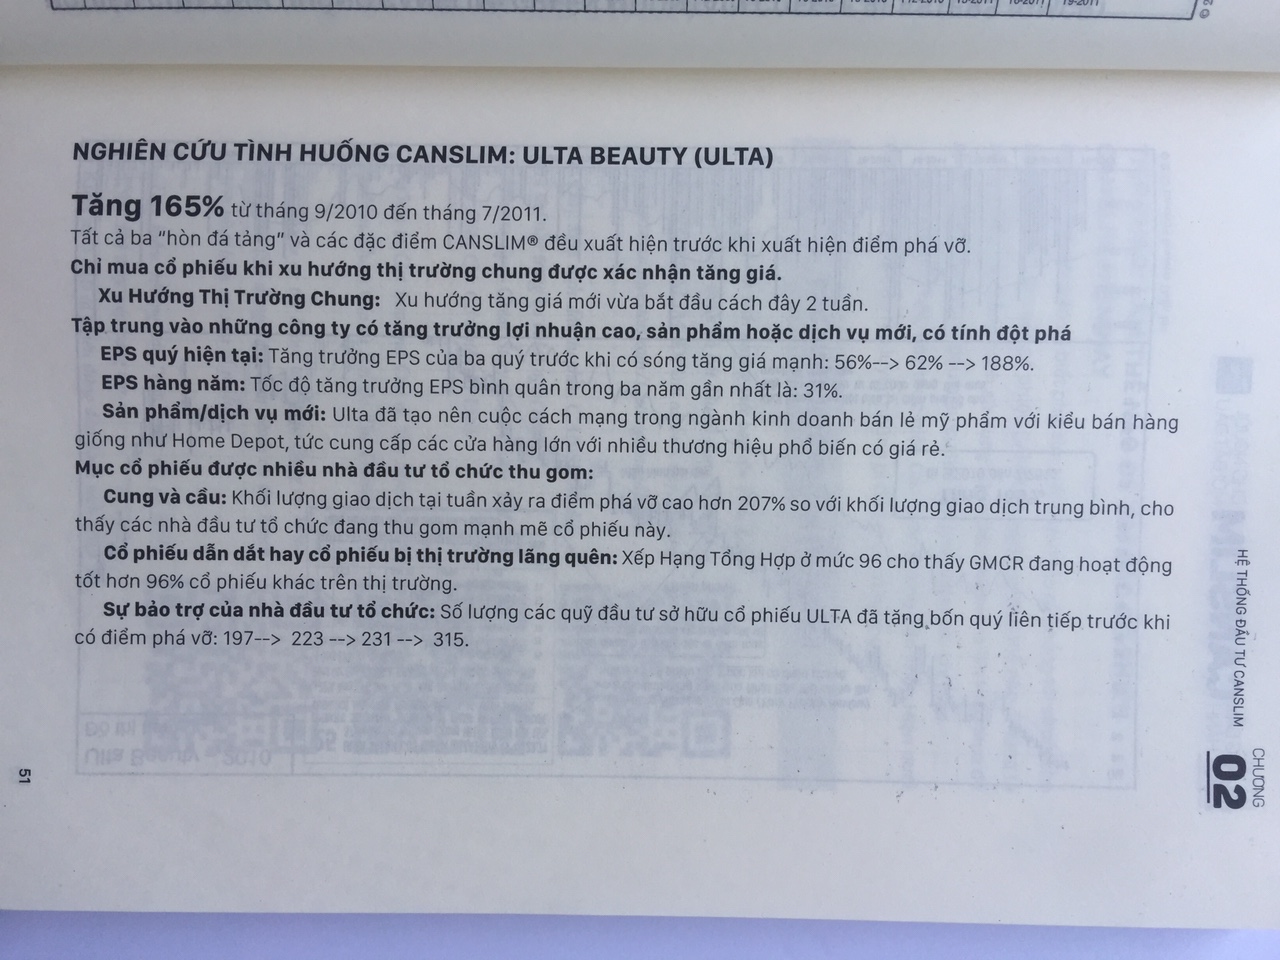 NGHIÊN CỨU TÌNH HUỐNG CANSLIM: ULTA BEAUTY (ULTA)
Tăng 165% từ tháng 9/2010 đến tháng 7/2011.
Tất cả ba "hòn đá tảng" và các đặc điểm CANSLIM® đều xuất hiện trước khi xuất hiện điểm phá vỡ.
Chỉ mua cổ phiếu khi xu hướng thị trường chung được xác nhận tăng giá.
Xu Hướng Thị Trường Chung: Xu hướng tăng giá mới vừa bắt đầu cách đây 2 tuần.
Tập trung vào những công ty có tăng trưởng lợi nhuận cao, sản phẩm hoặc dịch vụ mới, có tính đột phá
EPS quý hiện tại: Tăng trưởng EPS của ba quý trước khi có sóng tăng giá mạnh: 56%--> 62% --> 188%.
EPS hàng năm: Tốc độ tăng trưởng EPS bình quân trong ba năm gần nhất là: 31%.
Sản phẩm/dịch vụ mới: Ulta đã tạo nên cuộc cách mạng trong ngành kinh doanh bán lẻ mỹ phẩm với kiểu bán hàng
giống như Home Depot, tức cung cấp các cửa hàng lớn với nhiều thương hiệu phổ biến có giá rẻ.
Mục cổ phiếu được nhiều nhà đầu tư tổ chức thu gom:
Cung và cầu: Khối lượng giao dịch tại tuần xảy ra điểm phá vỡ cao hơn 207% so với khối lượng giao dịch trung bình, cho
thấy các nhà đầu tư tổ chức đang thu gom mạnh mẽ cổ phiếu này.
Cổ phiếu dẫn dắt hay cổ phiếu bị thị trường lãng quên: Xếp Hạng Tổng Hợp ở mức 96 cho thấy GMCR đang hoạt động
tốt hơn 96% cổ phiếu khác trên thị trường.
Sự bảo trợ của nhà đầu tư tổ chức: Số lượng các quỹ đầu tư sở hữu cổ phiếu ULTA đã tăng bốn quý liên tiếp trước khi
có điểm phá vỡ: 197--> 223 --> 231 --> 315.
51
HỆ THỐNG ĐẦU TƯ CANSLIM
CHƯƠNG
02